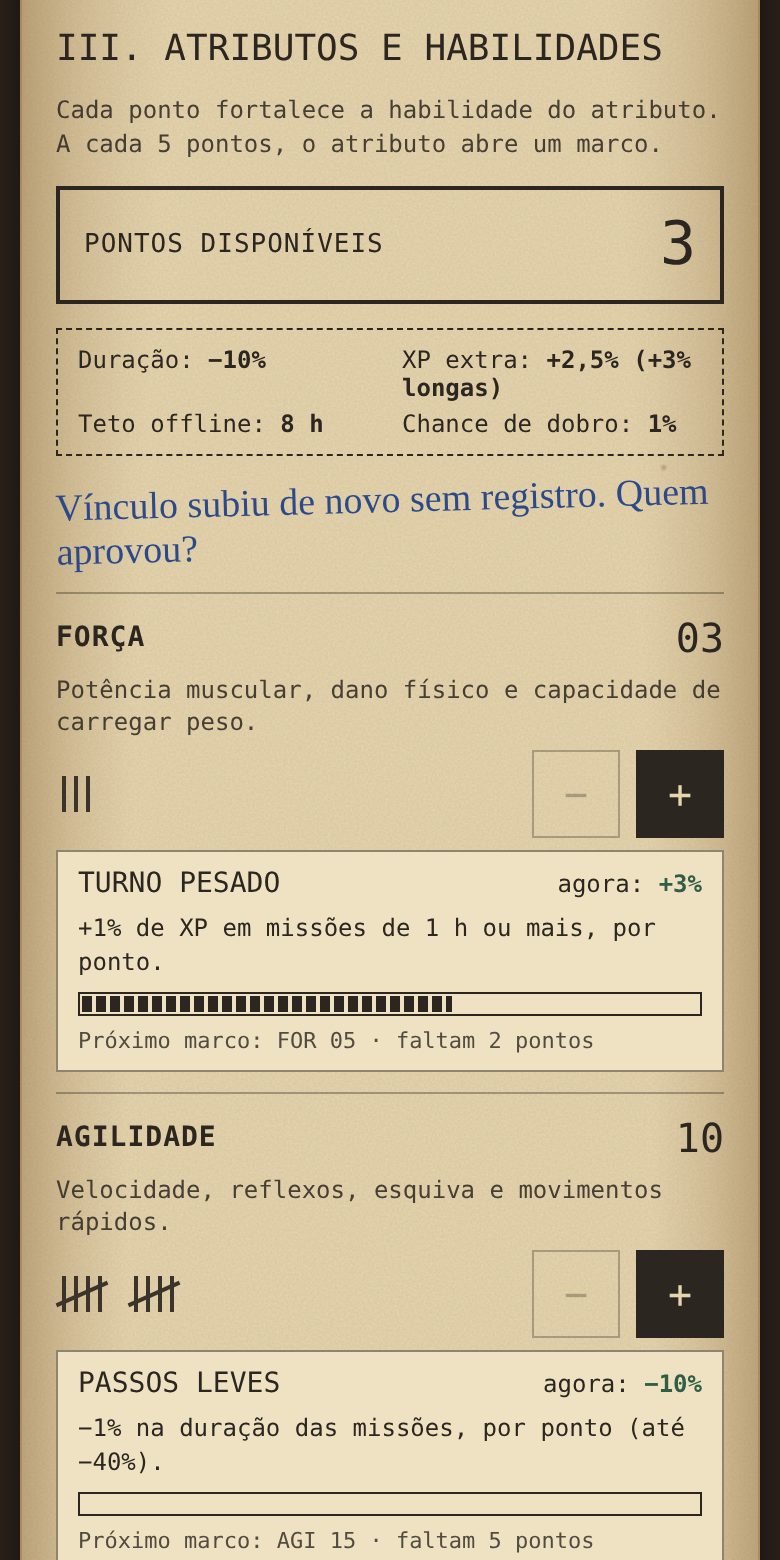 III. ATRIBUTOS E HABILIDADES
Cada ponto fortalece a habilidade do atributo.
A cada 5 pontos, o atributo abre um marco.
PONTOS DISPONÍVEIS 3
Duração: −10% XP extra: +2,5% (+3%
longas)
Teto offline: 8 h Chance de dobro: 1%
Vínculo subiu de novo sem registro. Quem
aprovou?
FORÇA 03
Potência muscular, dano físico e capacidade de
carregar peso.
− +
TURNO PESADO agora: +3%
+1% de XP em missões de 1 h ou mais, por
ponto.
Próximo marco: FOR 05 · faltam 2 pontos
AGILIDADE 10
Velocidade, reflexos, esquiva e movimentos
rápidos.
− +
PASSOS LEVES agora: −10%
−1% na duração das missões, por ponto (até
−40%).
Próximo marco: AGI 15 · faltam 5 pontos